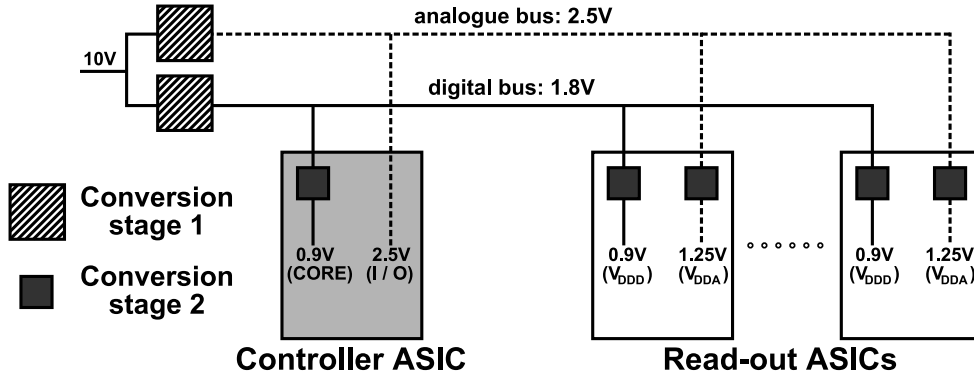 analogue bus: 2.5V
10V
digital bus: 1.8V
Conversion
stage 1
Conversion
stage 2
0.9V
(CORE)
2.5V
(I / O)
0.9V
(VDDD)
1.25V
(VDDA)
0.9V
(VDDD)
1.25V
(VDDA)
Controller ASIC
Read-out ASICs